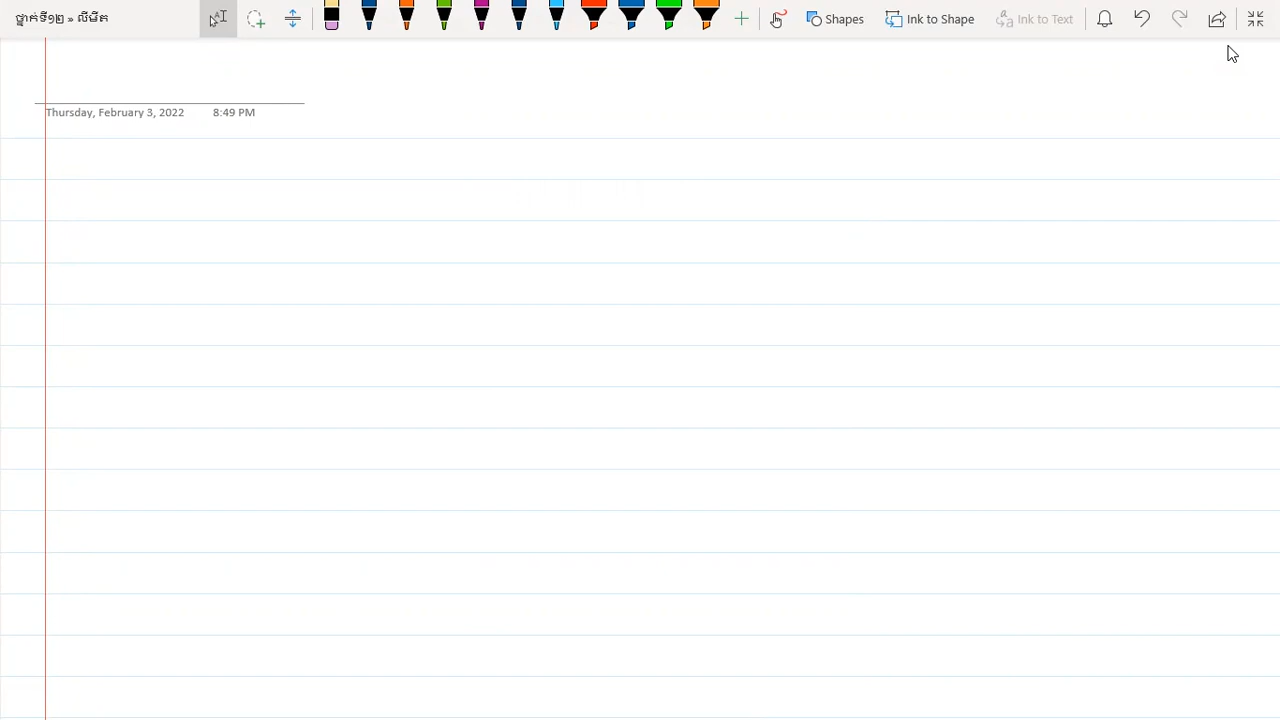 ថ្នាក់ទី១២ » លីមីត
Shapes
Ink to Shape
Ink to Text
Thursday, February 3, 2022 8:49 PM